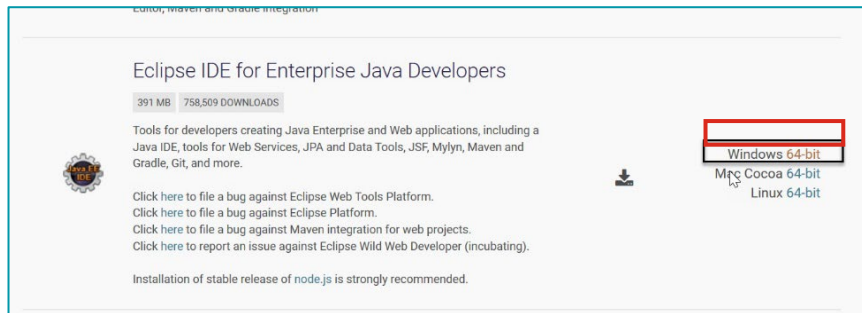 Editor, Maven and Gradle integration
Eclipse IDE for Enterprise Java Developers
391 MB 758,509 DOWNLOADS
Tools for developers creating Java Enterprise and Web applications, including a
Java IDE, tools for Web Services, JPA and Data Tools, JSF, Mylyn, Maven and
Gradle, Git, and more.
Click here to file a bug against Eclipse Web Tools Platform.
Click here to file a bug against Eclipse Platform.
Click here to file a bug against Maven integration for web projects.
Click here to report an issue against Eclipse Wild Web Developer (incubating).
Installation of stable release of node.js is strongly recommended.
Java EE
IDE
Windows 64-bit
Mac Cocoa 64-bit
Linux 64-bit